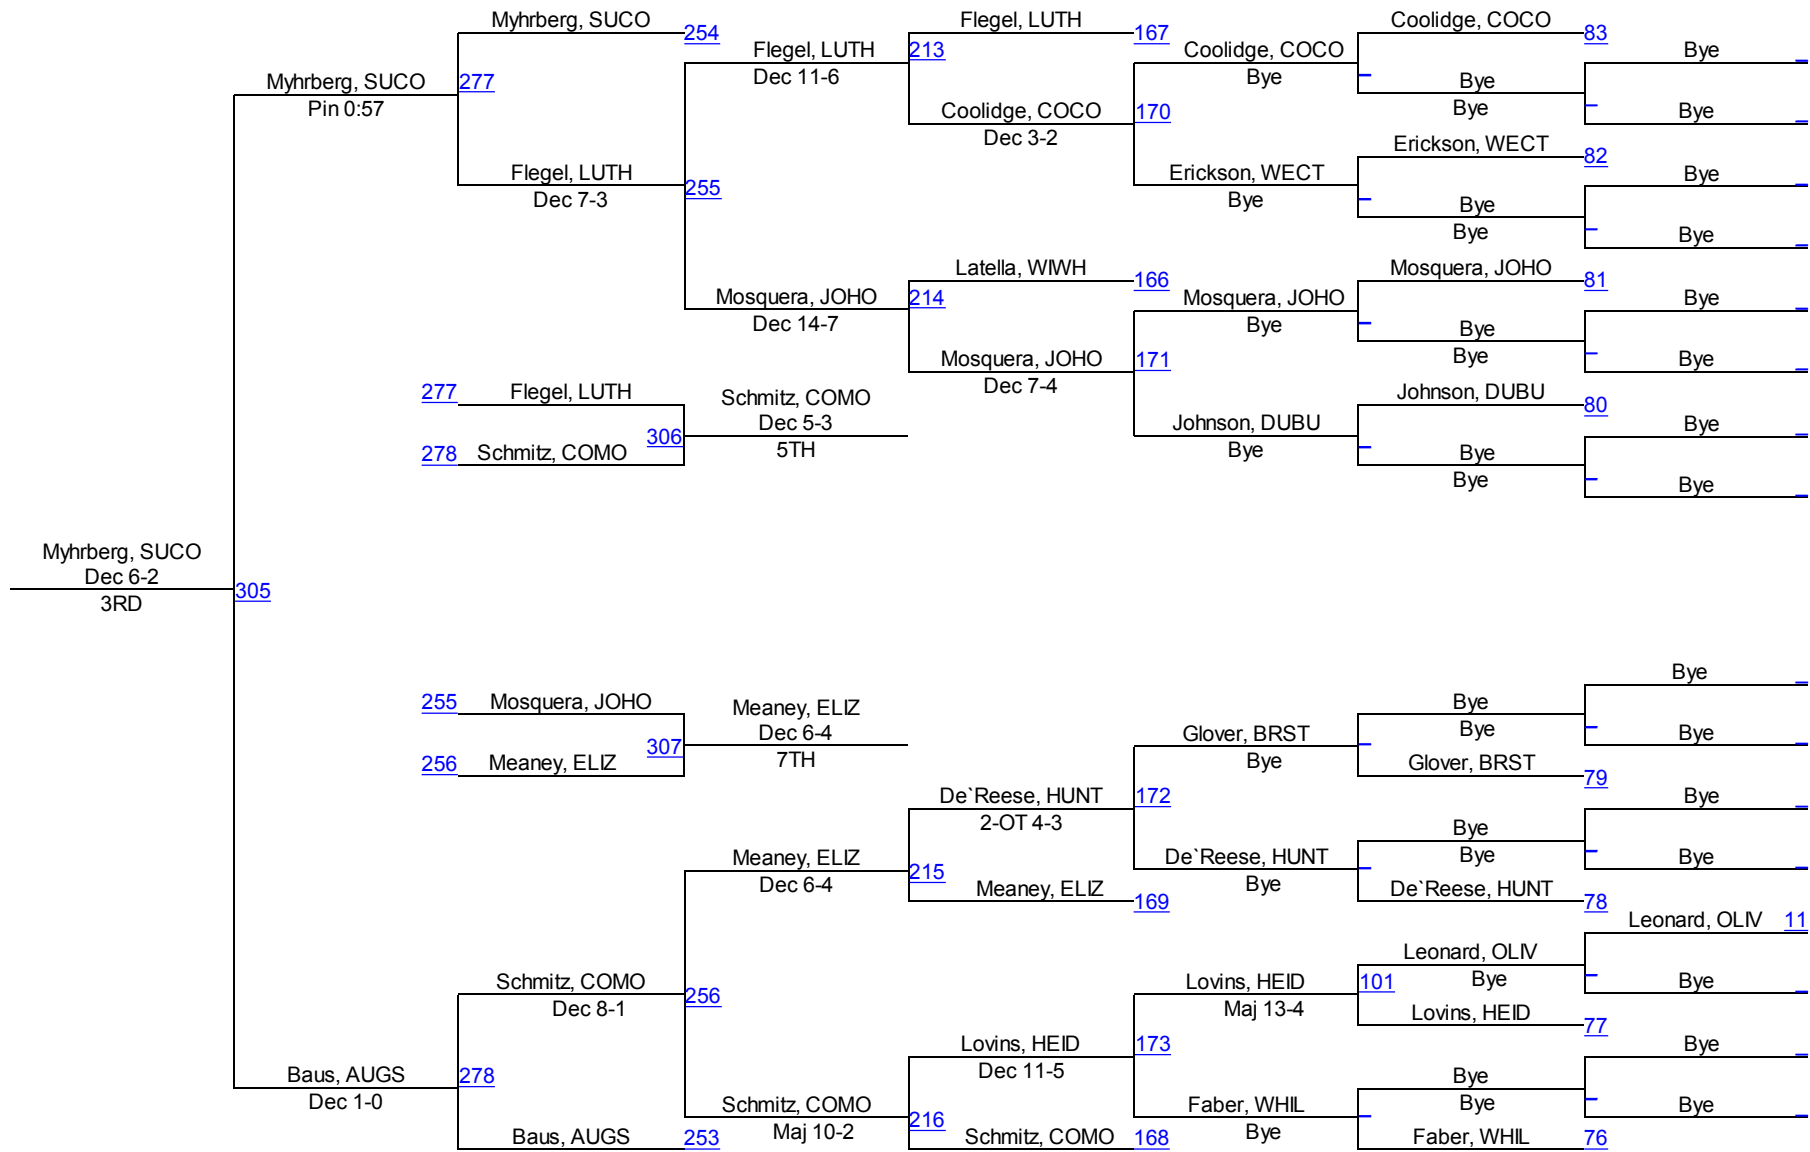 Myhrberg, SUCO
254
Flegel, LUTH
167
Coolidge, COCO
83
Bye
Flegel, LUTH
Dec 11-6
213
Coolidge, COCO
Bye
Bye
Bye
Bye
Myhrberg, SUCO
Pin 0:57
277
Coolidge, COCO
Dec 3-2
170
Erickson, WECT
82
Flegel, LUTH
Dec 7-3
255
Erickson, WECT
Bye
Bye
Bye
Bye
Bye
Latella, WIWH
166
Mosquera, JOHO
81
Mosquera, JOHO
Dec 14-7
214
Mosquera, JOHO
Bye
Bye
Bye
Bye
Bye
Mosquera, JOHO
Dec 7-4
171
277
Flegel, LUTH
Schmitz, COMO
Dec 5-3
5TH
306
278
Schmitz, COMO
Johnson, DUBU
80
Johnson, DUBU
Bye
Bye
Bye
Bye
Bye
Myhrberg, SUCO
Dec 6-2
3RD
305
255
Mosquera, JOHO
Meaney, ELIZ
Dec 6-4
7TH
307
256
Meaney, ELIZ
Bye
Bye
Bye
Bye
Glover, BRST
Bye
Glover, BRST
79
De`Reese, HUNT
2-OT 4-3
172
Bye
Bye
Bye
Bye
Meaney, ELIZ
Dec 6-4
215
De`Reese, HUNT
Bye
Meaney, ELIZ
169
De`Reese, HUNT
78
Leonard, OLIV
11
Leonard, OLIV
Bye
Bye
Schmitz, COMO
Dec 8-1
256
Lovins, HEID
Maj 13-4
101
Lovins, HEID
77
Lovins, HEID
Dec 11-5
173
Bye
Baus, AUGS
Dec 1-0
278
Bye
Bye
Bye
Schmitz, COMO
Maj 10-2
216
Faber, WHIL
Bye
Baus, AUGS
253
Schmitz, COMO
168
Faber, WHIL
76